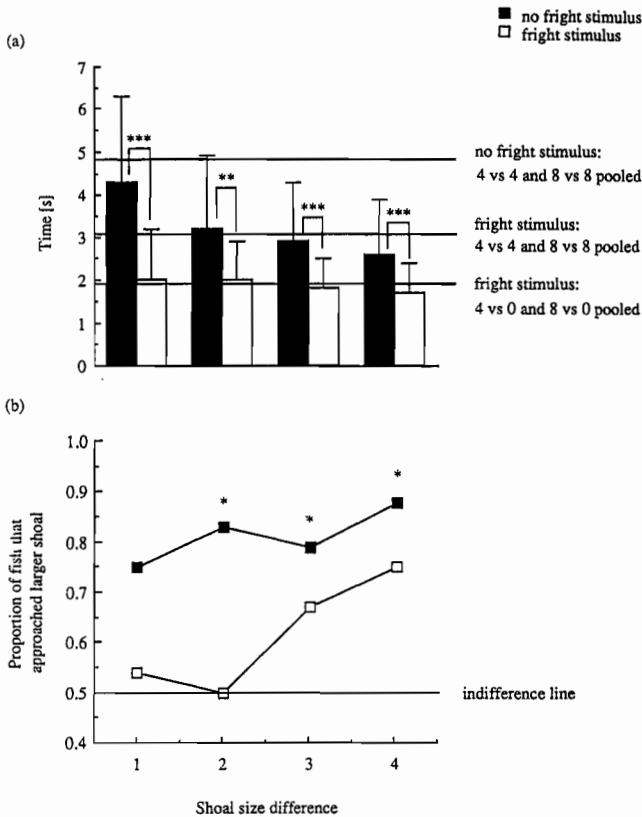 no fright stimulus
fright stimulus
(a)
7
6
5
4
3
2
1
0
Time [s]
***
**
***
***
no fright stimulus:
4 vs 4 and 8 vs 8 pooled
fright stimulus:
4 vs 4 and 8 vs 8 pooled
fright stimulus:
4 vs 0 and 8 vs 0 pooled
(b)
1.0
0.9
0.8
0.7
0.6
0.5
0.4
Proportion of fish that
approached larger shoal
*
*
*
indifference line
1 2 3 4
Shoal size difference